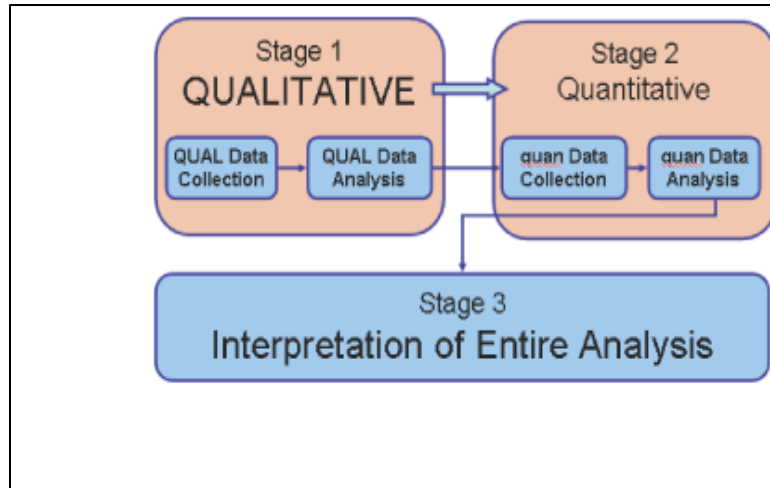 Stage 1
QUALITATIVE
QUAL Data
Collection
QUAL Data
Analysis
Stage 2
Quantitative
quan Data
Collection
quan Data
Analysis
Stage 3
Interpretation of Entire Analysis